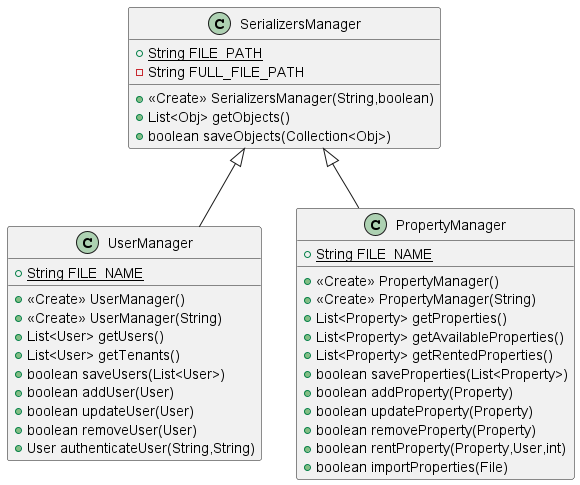 C SerializersManager
String FILE_PATH
String FULL_FILE_PATH
«Create» SerializersManager(String,boolean)
List<Obj> getObjects()
boolean saveObjects(Collection<Obj>)
C UserManager
String FILE_NAME
«Create» UserManager()
«Create» UserManager(String)
List<User> getUsers()
List<User> getTenants()
boolean saveUsers(List<User>)
boolean addUser(User)
boolean updateUser(User)
boolean removeUser(User)
User authenticateUser(String,String)
C PropertyManager
String FILE_NAME
«Create» PropertyManager()
«Create» PropertyManager(String)
List<Property> getProperties()
List<Property> getAvailableProperties()
List<Property> getRentedProperties()
boolean saveProperties(List<Property>)
boolean addProperty(Property)
boolean updateProperty(Property)
boolean removeProperty(Property)
boolean rentProperty(Property,User,int)
boolean importProperties(File)